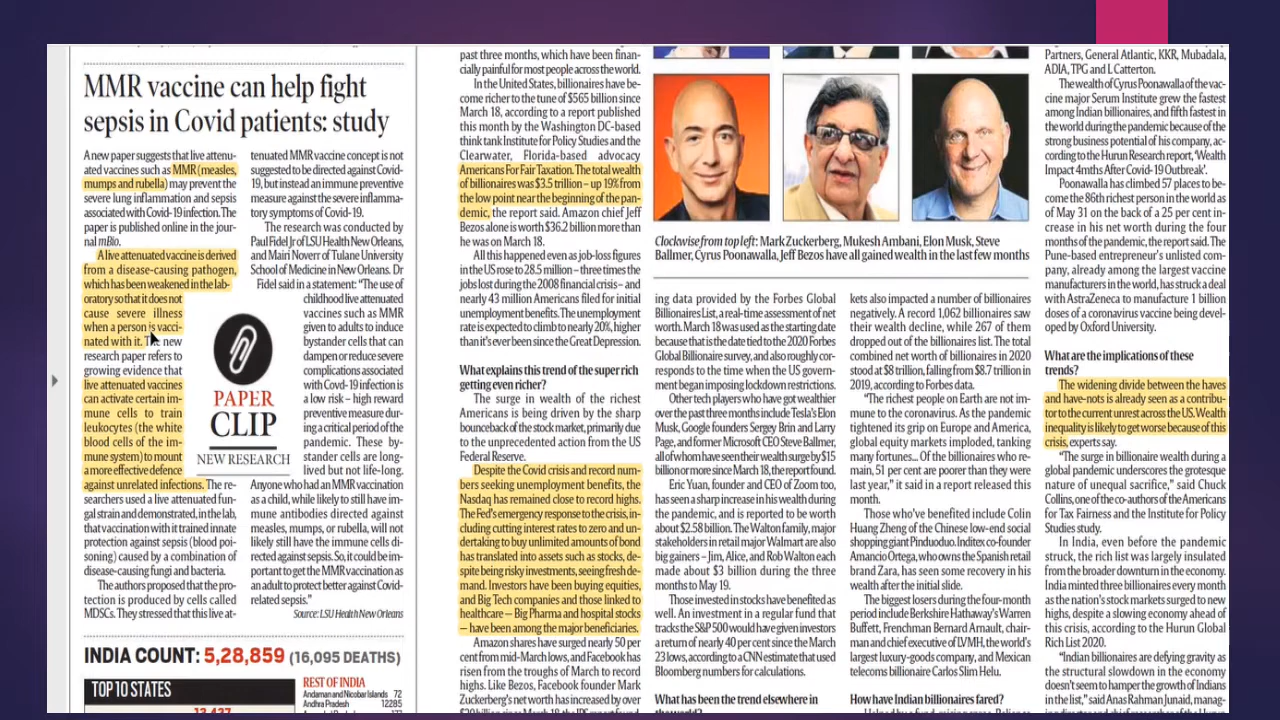 MMR vaccine can help fight
sepsis in Covid patients: study
A new paper suggests that live attenu-
ated vaccines such as MMR (measles,
mumps and rubella) may prevent the
severe lung inflammation and sepsis
associated with Covid-19 infection. The
paper is published online in the jour-
nal mBio.
A live attenuated vaccine is derived
from a disease-causing pathogen,
which has been weakened in the lab-
oratory so that it does not
cause severe illness
when a person is vacci-
nated with it. The new
research paper refers to
growing evidence that
live attenuated vaccines
can activate certain im-
mune cells to train
leukocytes (the white
blood cells of the im-
mune system) to mount
a more effective defence
against unrelated infections. The re-
searchers used a live attenuated fun-
gal strain and demonstrated, in the lab,
that vaccination with it trained innate
protection against sepsis (blood poi-
soning) caused by a combination of
disease-causing fungi and bacteria.
The authors proposed that the pro-
tection is produced by cells called
MDSCs. They stressed that this live at-
tenuated MMR vaccine concept is not
suggested to be directed against Covid-
19, but instead an immune preventive
measure against the severe inflamma-
tory symptoms of Covid-19.
The research was conducted by
Paul Fidel Jr of LSU Health New Orleans,
and Mairi Noverr of Tulane University
School of Medicine in New Orleans. Dr
Fidel said in a statement: “The use of
childhood live attenuated
vaccines such as MMR
given to adults to induce
bystander cells that can
dampen or reduce severe
complications associated
with Covd-19 infection is
a low risk – high reward
preventive measure dur-
ing a critical period of the
pandemic. These by-
stander cells are long-
lived but not life-long.
Anyone who had an MMR vaccination
as a child, while likely to still have im-
mune antibodies directed against
measles, mumps, or rubella, will not
likely still have the immune cells di-
rected against sepsis. So, it could be im-
portant to get the MMR vaccination as
an adult to protect better against Covid-
related sepsis.”
Source: LSU Health New Orleans
PAPER
CLIP
NEW RESEARCH
INDIA COUNT: 5,28,859 (16,095 DEATHS)
TOP 10 STATES
REST OF INDIA
Andaman and Nicobar Islands 72
Andhra Pradesh 12285
past three months, which have been finan-
cially painful for most people across the world.
In the United States, billionaires have be-
come richer to the tune of $565 billion since
March 18, according to a report published
this month by the Washington DC-based
think tank Institute for Policy Studies and the
Clearwater, Florida-based advocacy
Americans For Fair Taxation. The total wealth
of billionaires was $3.5 trillion – up 19% from
the low point near the beginning of the pan-
demic, the report said. Amazon chief Jeff
Bezos alone is worth $36.2 billion more than
he was on March 18.
All this happened even as job-loss figures
in the US rose to 28.5 million – three times the
jobs lost during the 2008 financial crisis – and
nearly 43 million Americans filed for initial
unemployment benefits. The unemployment
rate is expected to climb to nearly 20%, higher
than it's ever been since the Great Depression.
What explains this trend of the super rich
getting even richer?
The surge in wealth of the richest
Americans is being driven by the sharp
bounceback of the stock market, primarily due
to the unprecedented action from the US
Federal Reserve.
Despite the Covid crisis and record num-
bers seeking unemployment benefits, the
Nasdaq has remained close to record highs.
The Fed's emergency response to the crisis, in-
cluding cutting interest rates to zero and un-
dertaking to buy unlimited amounts of bond
has translated into assets such as stocks, de-
spite being risky investments, seeing fresh de-
mand. Investors have been buying equities,
and Big Tech companies and those linked to
healthcare — Big Pharma and hospital stocks
— have been among the major beneficiaries.
Amazon shares have surged nearly 50 per
cent from mid-March lows, and Facebook has
risen from the troughs of March to record
highs. Like Bezos, Facebook founder Mark
Zuckerberg's net worth has increased by over
Clockwise from top left: Mark Zuckerberg, Mukesh Ambani, Elon Musk, Steve
Ballmer, Cyrus Poonawalla, Jeff Bezos have all gained wealth in the last few months
ing data provided by the Forbes Global
Billionaires List, a real-time assessment of net
worth. March 18 was used as the starting date
because that is the date tied to the 2020 Forbes
Global Billionaire survey, and also roughly cor-
responds to the time when the US govern-
ment began imposing lockdown restrictions.
Other tech players who have got wealthier
over the past three months include Tesla's Elon
Musk, Google founders Sergey Brin and Larry
Page, and former Microsoft CEO Steve Ballmer,
all of whom have seen their wealth surge by $15
billion or more since March 18, the report found.
Eric Yuan, founder and CEO of Zoom too,
has seen a sharp increase in his wealth during
the pandemic, and is reported to be worth
about $2.58 billion. The Walton family, major
stakeholders in retail major Walmart are also
big gainers – Jim, Alice, and Rob Walton each
made about $3 billion during the three
months to May 19.
Those invested in stocks have benefited as
well. An investment in a regular fund that
tracks the S&P 500 would have given investors
a return of nearly 40 per cent since the March
23 lows, according to a CNN estimate that used
Bloomberg numbers for calculations.
What has been the trend elsewhere in
the world?
kets also impacted a number of billionaires
negatively. A record 1,062 billionaires saw
their wealth decline, while 267 of them
dropped out of the billionaires list. The total
combined net worth of billionaires in 2020
stood at $8 trillion, falling from $8.7 trillion in
2019, according to Forbes data.
“The richest people on Earth are not im-
mune to the coronavirus. As the pandemic
tightened its grip on Europe and America,
global equity markets imploded, tanking
many fortunes... Of the billionaires who re-
main, 51 per cent are poorer than they were
last year,” it said in a report released this
month.
Those who've benefited include Colin
Huang Zheng of the Chinese low-end social
shopping giant Pinduoduo. Inditex co-founder
Amancio Ortega, who owns the Spanish retail
brand Zara, has seen some recovery in his
wealth after the initial slide.
The biggest losers during the four-month
period include Berkshire Hathaway's Warren
Buffett, Frenchman Bernard Arnault, chair-
man and chief executive of LVMH, the world's
largest luxury-goods company, and Mexican
telecoms billionaire Carlos Slim Helu.
How have Indian billionaires fared?
Partners, General Atlantic, KKR, Mubadala,
ADIA, TPG and L Catterton.
The wealth of Cyrus Poonawalla of the vac-
cine major Serum Institute grew the fastest
among Indian billionaires, and fifth fastest in
the world during the pandemic because of the
strong business potential of his company, ac-
cording to the Hurun Research report, ‘Wealth
Impact 4mths After Covid-19 Outbreak’.
Poonawalla has climbed 57 places to be-
come the 86th richest person in the world as
of May 31 on the back of a 25 per cent in-
crease in his net worth during the four
months of the pandemic, the report said. The
Pune-based entrepreneur's unlisted com-
pany, already among the largest vaccine
manufacturers in the world, has struck a deal
with AstraZeneca to manufacture 1 billion
doses of a coronavirus vaccine being devel-
oped by Oxford University.
What are the implications of these
trends?
The widening divide between the haves
and have-nots is already seen as a contribu-
tor to the current unrest across the US. Wealth
inequality is likely to get worse because of this
crisis, experts say.
“The surge in billionaire wealth during a
global pandemic underscores the grotesque
nature of unequal sacrifice,” said Chuck
Collins, one of the co-authors of the Americans
for Tax Fairness and the Institute for Policy
Studies study.
In India, even before the pandemic
struck, the rich list was largely insulated
from the broader downturn in the economy.
India minted three billionaires every month
as the nation's stock markets surged to new
highs, despite a slowing economy ahead of
this crisis, according to the Hurun Global
Rich List 2020.
“Indian billionaires are defying gravity as
the structural slowdown in the economy
doesn't seem to hamper the growth of Indians
in the list,” said Anas Rahman Junaid, manag-